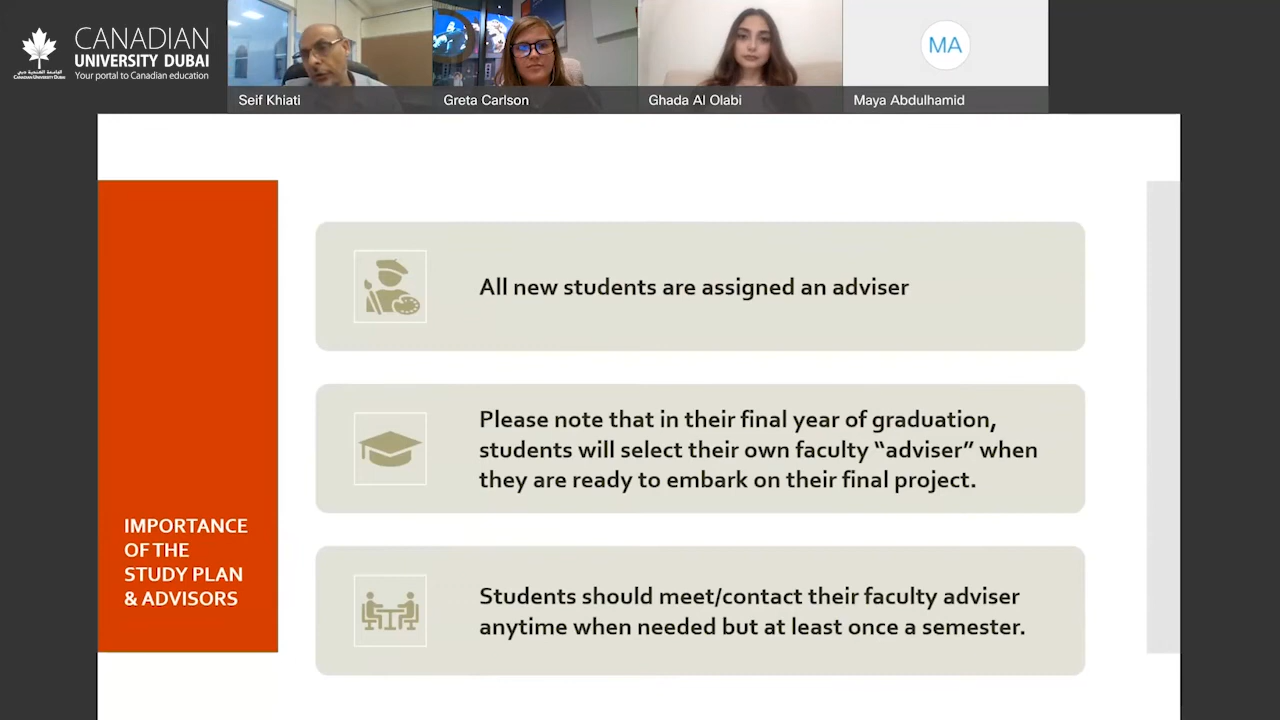 CANADIAN
UNIVERSITY DUBAI
Your portal to Canadian education
CANADIAN UNIVERSITY DUBAI
MA
Seif Khiati
Greta Carlson
Ghada Al Olabi
Maya Abdulhamid
IMPORTANCE
OF THE
STUDY PLAN
& ADVISORS
All new students are assigned an adviser
Please note that in their final year of graduation,
students will select their own faculty “adviser” when
they are ready to embark on their final project.
Students should meet/contact their faculty adviser
anytime when needed but at least once a semester.